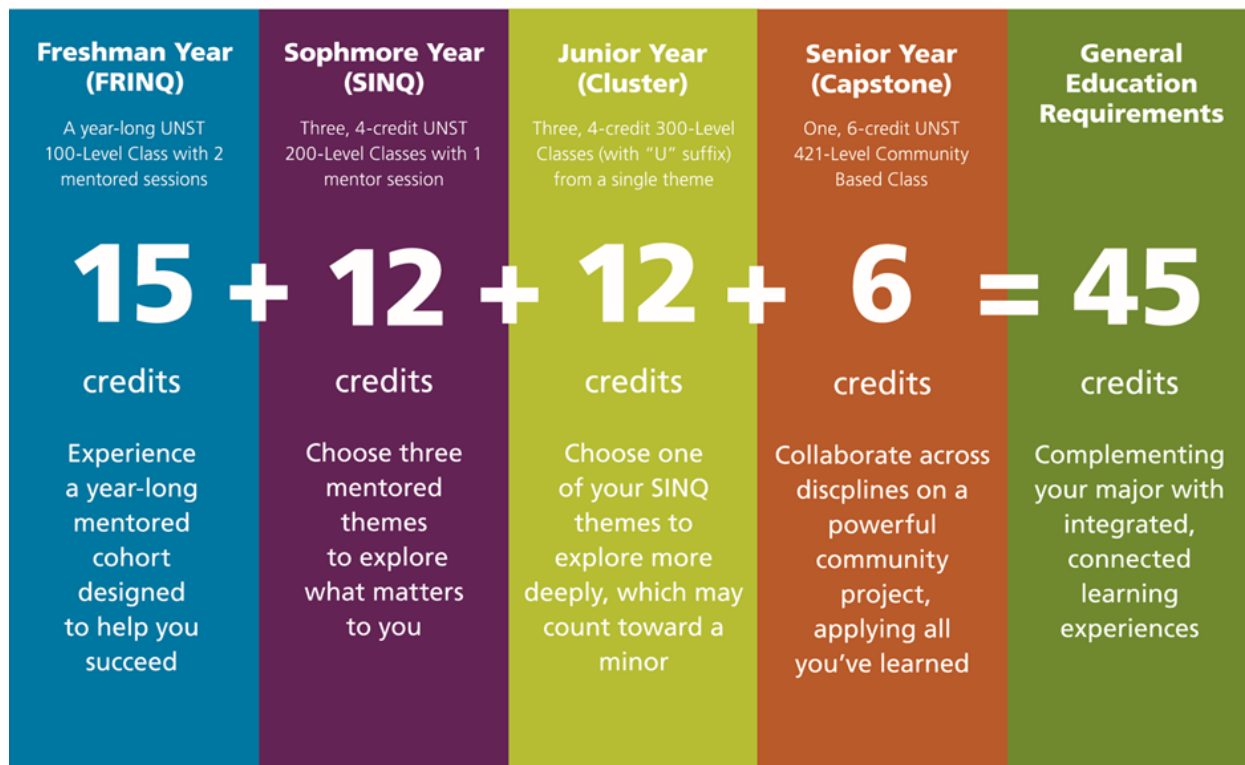 Freshman Year
(FRINQ)
A year-long UNST
100-Level Class with 2
mentored sessions
15
credits
Experience
a year-long
mentored
cohort
designed
to help you
succeed
+
Sophmore Year
(SINQ)
Three, 4-credit UNST
200-Level Classes with 1
mentor session
12
credits
Choose three
mentored
themes
to explore
what matters
to you
+
Junior Year
(Cluster)
Three, 4-credit 300-Level
Classes (with “U” suffix)
from a single theme
12
credits
Choose one
of your SINQ
themes to
explore more
deeply, which may
count toward a
minor
+
Senior Year
(Capstone)
One, 6-credit UNST
421-Level Community
Based Class
6
credits
Collaborate across
discplines on a
powerful
community
project,
applying all
you’ve learned
=
General
Education
Requirements
45
credits
Complementing
your major with
integrated,
connected
learning
experiences